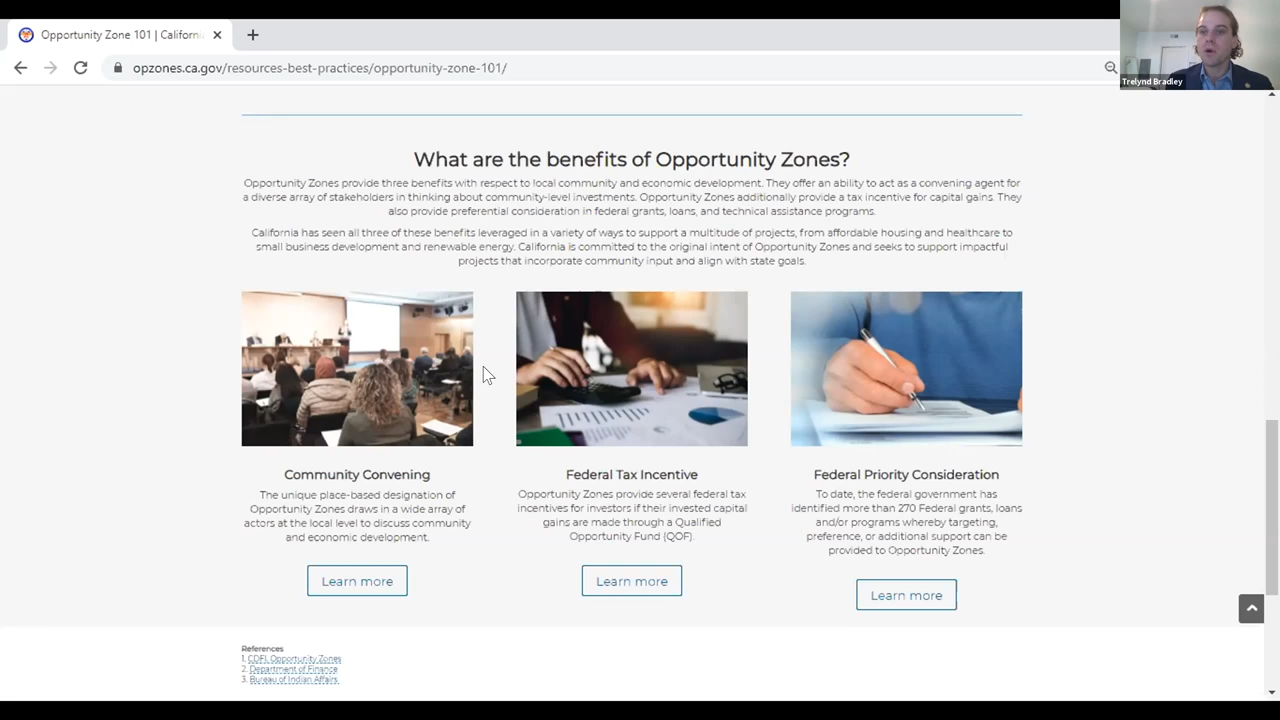 Opportunity Zone 101 | Californi
opzones.ca.gov/resources-best-practices/opportunity-zone-101/
Trelynd Bradley
What are the benefits of Opportunity Zones?
Opportunity Zones provide three benefits with respect to local community and economic development. They offer an ability to act as a convening agent for
a diverse array of stakeholders in thinking about community-level investments. Opportunity Zones additionally provide a tax incentive for capital gains. They
also provide preferential consideration in federal grants, loans, and technical assistance programs.
California has seen all three of these benefits leveraged in a variety of ways to support a multitude of projects, from affordable housing and healthcare to
small business development and renewable energy. California is committed to the original intent of Opportunity Zones and seeks to support impactful
projects that incorporate community input and align with state goals.
Community Convening
The unique place-based designation of
Opportunity Zones draws in a wide array of
actors at the local level to discuss community
and economic development.
Learn more
Federal Tax Incentive
Opportunity Zones provide several federal tax
incentives for investors if their invested capital
gains are made through a Qualified
Opportunity Fund (QOF).
Learn more
Federal Priority Consideration
To date, the federal government has
identified more than 270 Federal grants, loans
and/or programs whereby targeting,
preference, or additional support can be
provided to Opportunity Zones.
Learn more
References
1. CDFI, Opportunity Zones
2. Department of Finance
3. Bureau of Indian Affairs